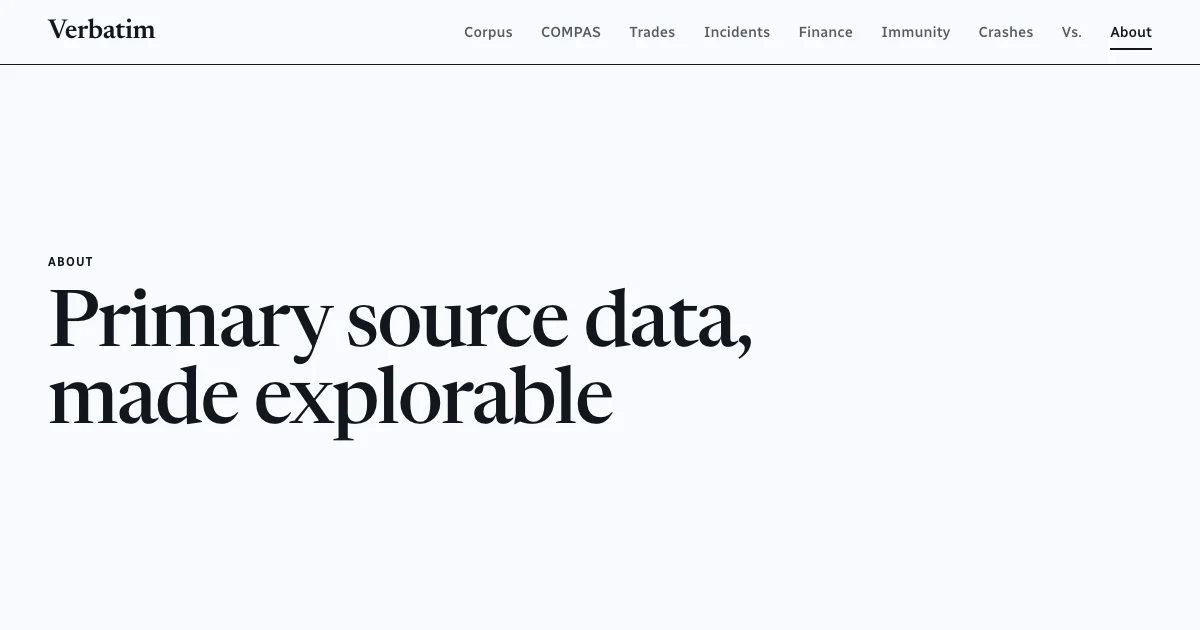 Verbatim
Corpus COMPAS Trades Incidents Finance Immunity Crashes Vs. About
ABOUT
Primary source data,
made explorable